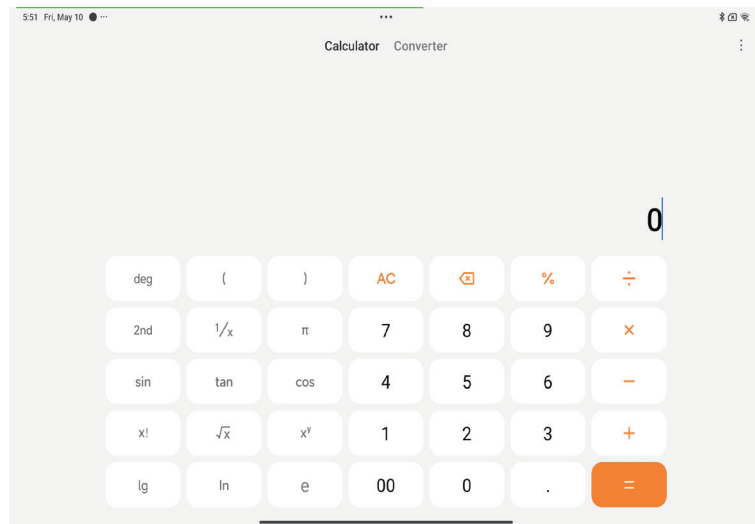 5:51 Fri, May 10 ···
Calculator Converter
0
deg ( ) AC % ÷
2nd 1/x π 7 8 9 ×
sin tan cos 4 5 6 −
x! √x xʸ 1 2 3 +
lg ln e 00 0 . =